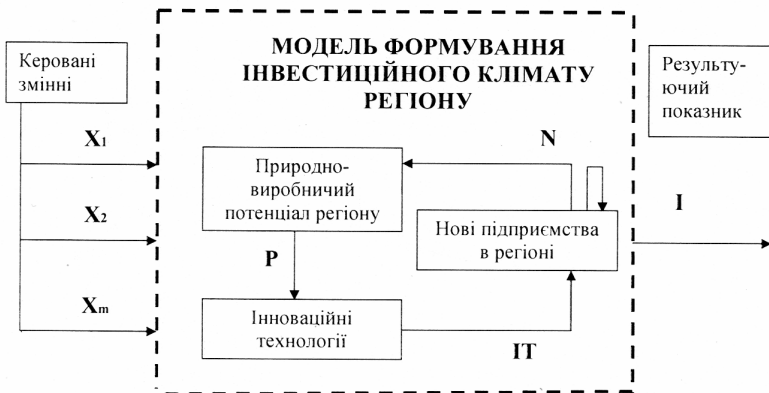 Керовані
змінні
МОДЕЛЬ ФОРМУВАННЯ
ІНВЕСТИЦІЙНОГО КЛІМАТУ
РЕГІОНУ
Результу-
ючий
показник
X1
X2
Xm
Природно-
виробничий
потенціал регіону
N
Нові підприємства
в регіоні
P
Інноваційні
технології
IT
I